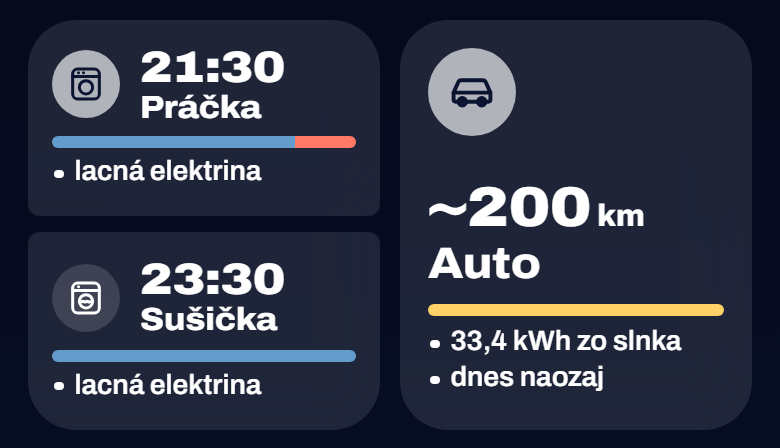 21:30
Práčka
• lacná elektrina
23:30
Sušička
• lacná elektrina
~200 km
Auto
• 33,4 kWh zo slnka
• dnes naozaj